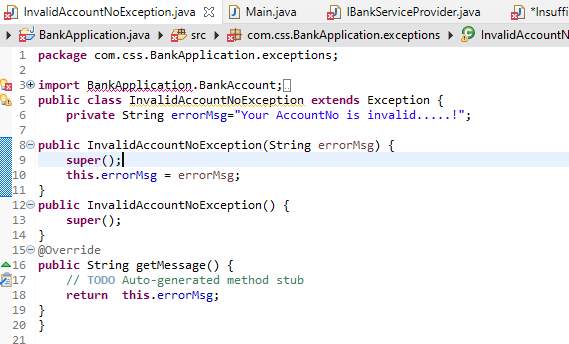 InvalidAccountNoException.java Main.java IBankServiceProvider.java *Insuffi
BankApplication.java src com.css.BankApplication.exceptions InvalidAccountNo
1 package com.css.BankApplication.exceptions;
2
3 import BankApplication.BankAccount;
5 public class InvalidAccountNoException extends Exception {
6 private String errorMsg="Your AccountNo is invalid.....!";
7
8 public InvalidAccountNoException(String errorMsg) {
9 super();
10 this.errorMsg = errorMsg;
11 }
12 public InvalidAccountNoException() {
13 super();
14 }
15 @Override
16 public String getMessage() {
17 // TODO Auto-generated method stub
18 return this.errorMsg;
19 }
20 }
21